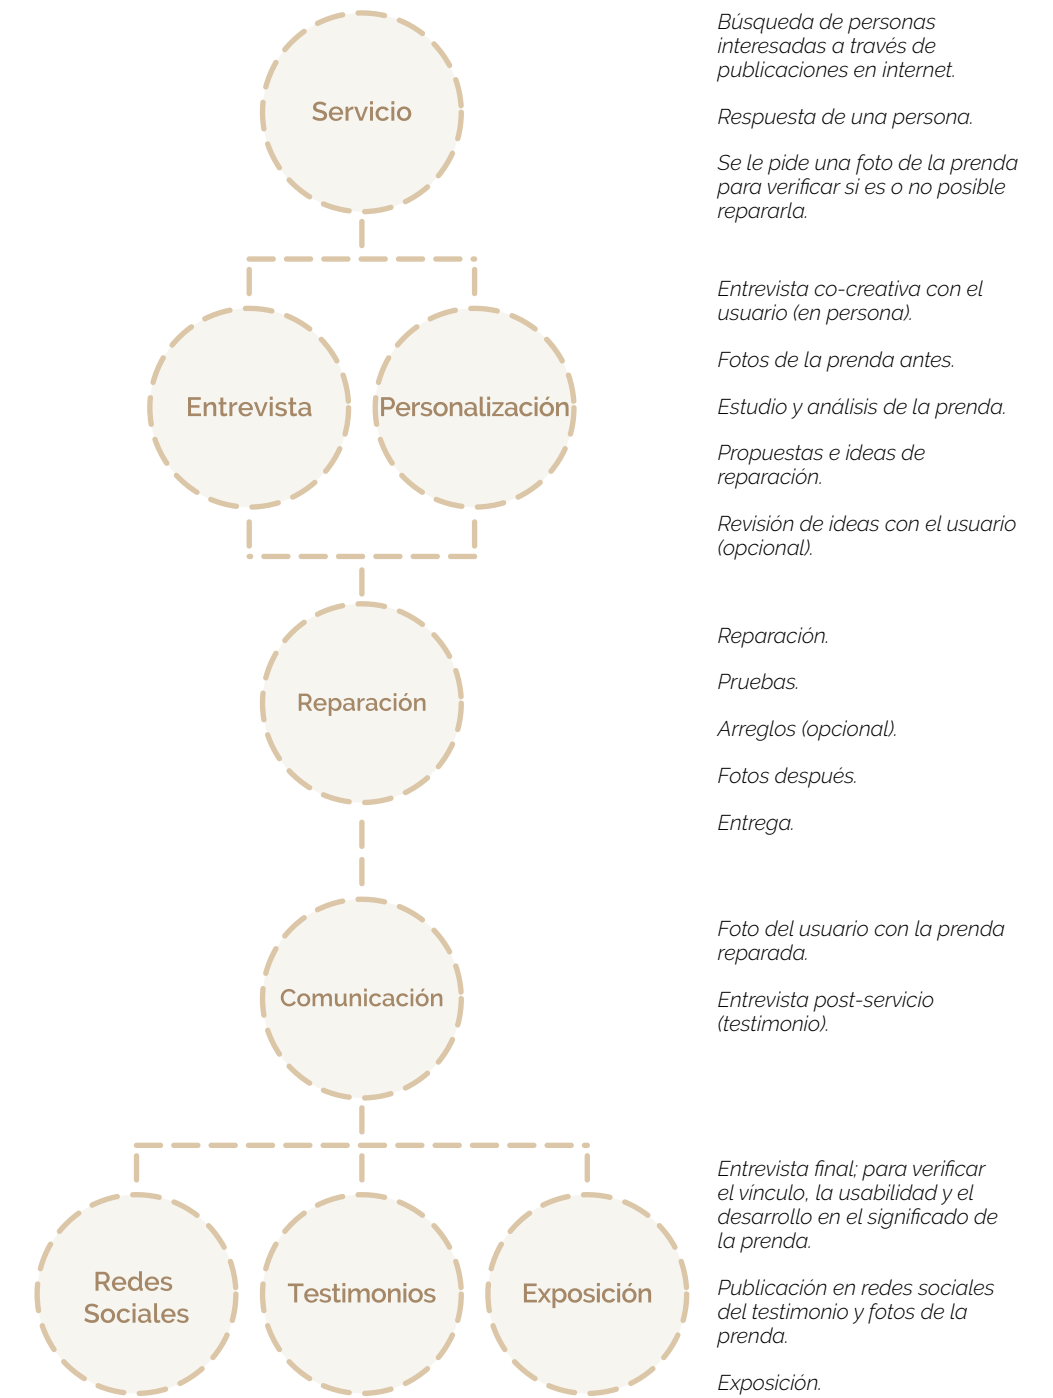 Servicio
Búsqueda de personas
interesadas a través de
publicaciones en internet.
Respuesta de una persona.
Se le pide una foto de la prenda
para verificar si es o no posible
repararla.
Entrevista
Personalización
Entrevista co-creativa con el
usuario (en persona).
Fotos de la prenda antes.
Estudio y análisis de la prenda.
Propuestas e ideas de
reparación.
Revisión de ideas con el usuario
(opcional).
Reparación
Reparación.
Pruebas.
Arreglos (opcional).
Fotos después.
Entrega.
Comunicación
Foto del usuario con la prenda
reparada.
Entrevista post-servicio
(testimonio).
Redes
Sociales
Testimonios
Exposición
Entrevista final; para verificar
el vínculo, la usabilidad y el
desarrollo en el significado de
la prenda.
Publicación en redes sociales
del testimonio y fotos de la
prenda.
Exposición.